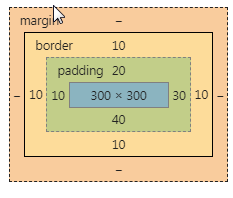 margin –
border 10
padding 20
– 10 10 300 × 300 30 10 –
40
10
–